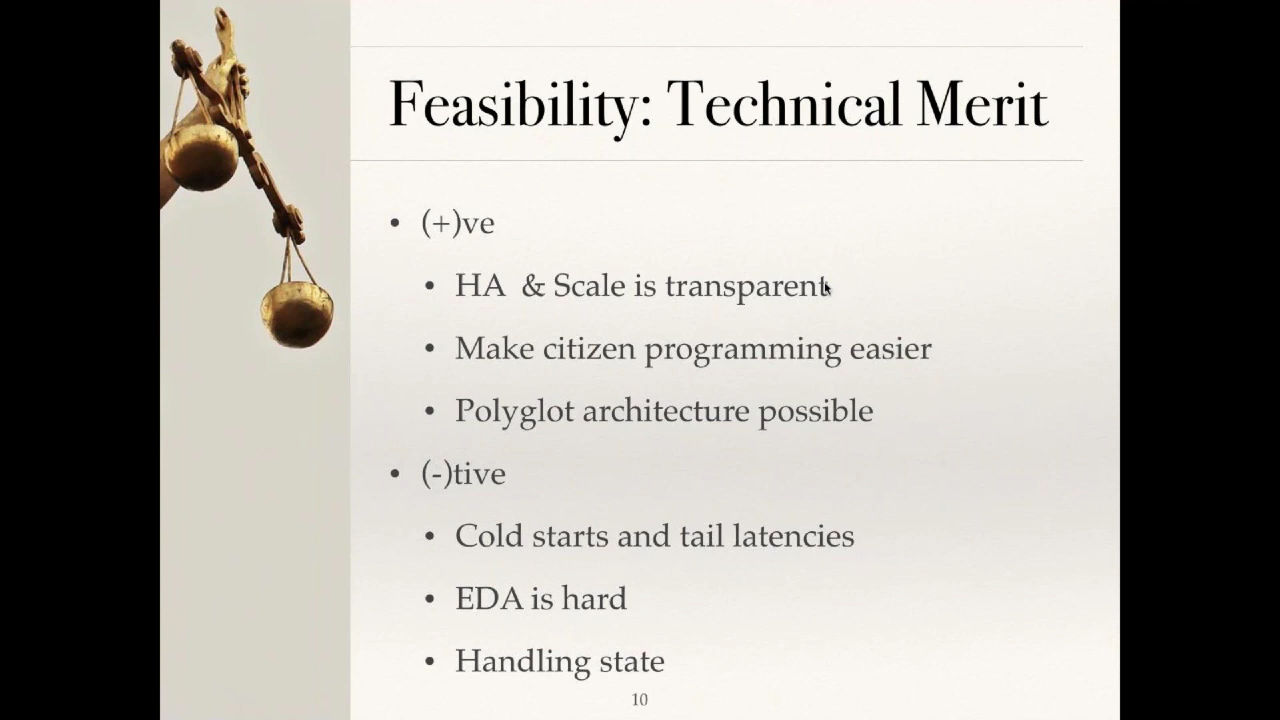 Feasibility: Technical Merit
• (+)ve
• HA & Scale is transparent
• Make citizen programming easier
• Polyglot architecture possible
• (-)tive
• Cold starts and tail latencies
• EDA is hard
• Handling state
10